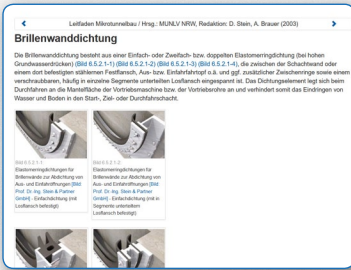 Leitfaden Mikrotunnelbau / Hrsg.: MUNLV NRW, Redaktion: D. Stein, A. Brauer (2003)
Brillenwanddichtung
Die Brillenwanddichtung besteht aus einer Einfach- oder Zweifach- bzw. doppelten Elastomerringdichtung (bei hohen
Grundwasserdrücken) (Bild 6.5.2.1-1) (Bild 6.5.2.1-2) (Bild 6.5.2.1-3) (Bild 6.5.2.1-4), die zwischen der Schachtwand oder
einem dort befestigten stählernen Festflansch, Aus- bzw. Einfahrtopf o.ä. und ggf. zusätzlicher Zwischenringe sowie einem
verschraubbaren, häufig in einzelne Segmente unterteilten Losflansch eingespannt ist. Das Dichtungselement legt sich beim
Durchfahren an die Mantelfläche der Vortriebsmaschine bzw. der Vortriebsrohre an und verhindert somit das Eindringen von
Wasser und Boden in den Start-, Ziel- oder Durchfahrschacht.
Bild 6.5.2.1-1:
Elastomerringdichtungen für
Brillenwände zur Abdichtung von
Aus- und Einfahröffnungen [Bild:
Prof. Dr.-Ing. Stein & Partner
GmbH] - Einfachdichtung (mit
Losflansch befestigt)
Bild 6.5.2.1-2:
Elastomerringdichtungen für
Brillenwände zur Abdichtung von
Aus- und Einfahröffnungen [Bild:
Prof. Dr.-Ing. Stein & Partner
GmbH] - Einfachdichtung (mit in
Segmente unterteiltem
Losflansch befestigt)